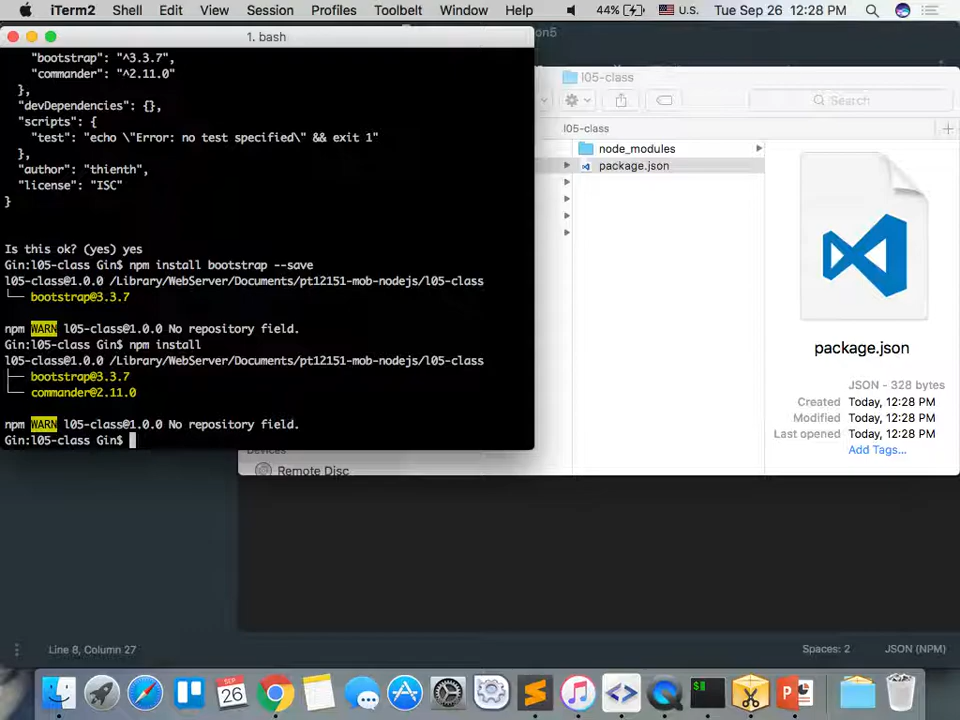 iTerm2 Shell Edit View Session Profiles Toolbelt Window Help 44% U.S. Tue Sep 26 12:28 PM
1. bash
on5
"bootstrap": "^3.3.7",
"commander": "^2.11.0"
},
"devDependencies": {},
"scripts": {
"test": "echo \"Error: no test specified\" && exit 1"
},
"author": "thienth",
"license": "ISC"
}
Is this ok? (yes) yes
Gin:l05-class Gin$ npm install bootstrap --save
l05-class@1.0.0 /Library/WebServer/Documents/pt12151-mob-nodejs/l05-class
└── bootstrap@3.3.7
npm WARN l05-class@1.0.0 No repository field.
Gin:l05-class Gin$ npm install
l05-class@1.0.0 /Library/WebServer/Documents/pt12151-mob-nodejs/l05-class
├── bootstrap@3.3.7
└── commander@2.11.0
npm WARN l05-class@1.0.0 No repository field.
Gin:l05-class Gin$
l05-class
Search
l05-class
node_modules
package.json
package.json
JSON - 328 bytes
Created Today, 12:28 PM
Modified Today, 12:28 PM
Last opened Today, 12:28 PM
Add Tags...
Devices
Remote Disc
Line 8, Column 27
Spaces: 2
JSON (NPM)
SEP
26